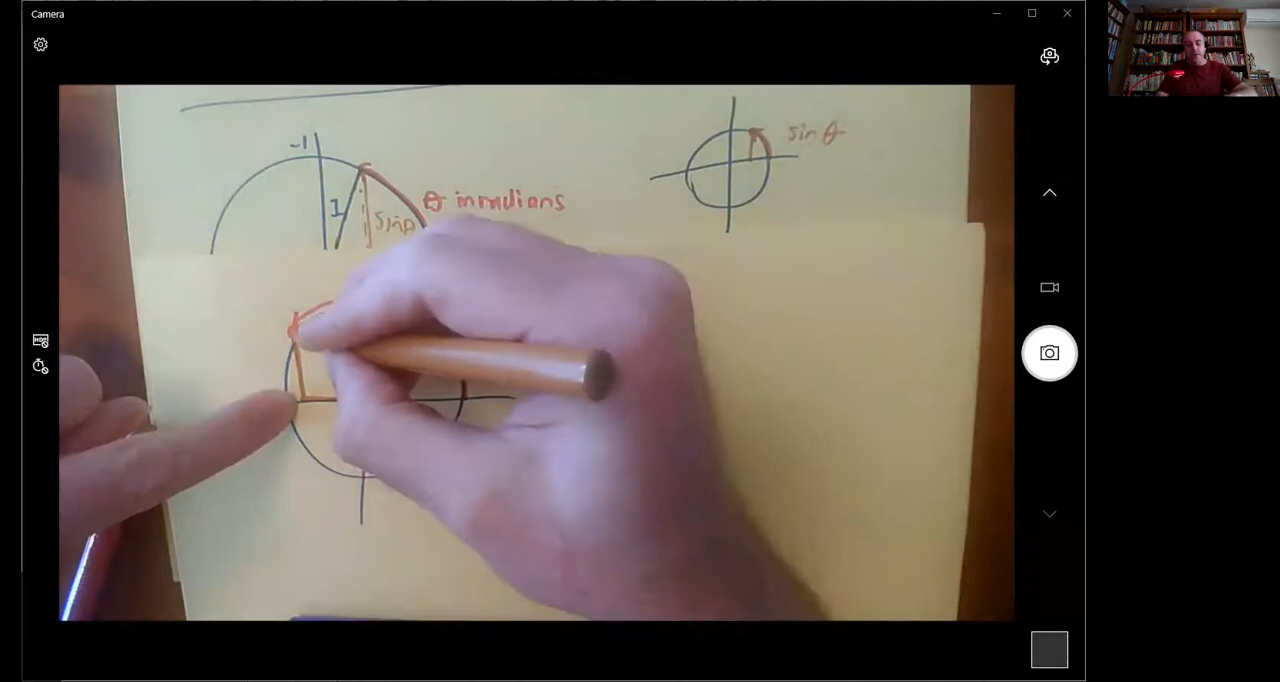 Camera
-1
sin θ
1
θ in radians
sin θ